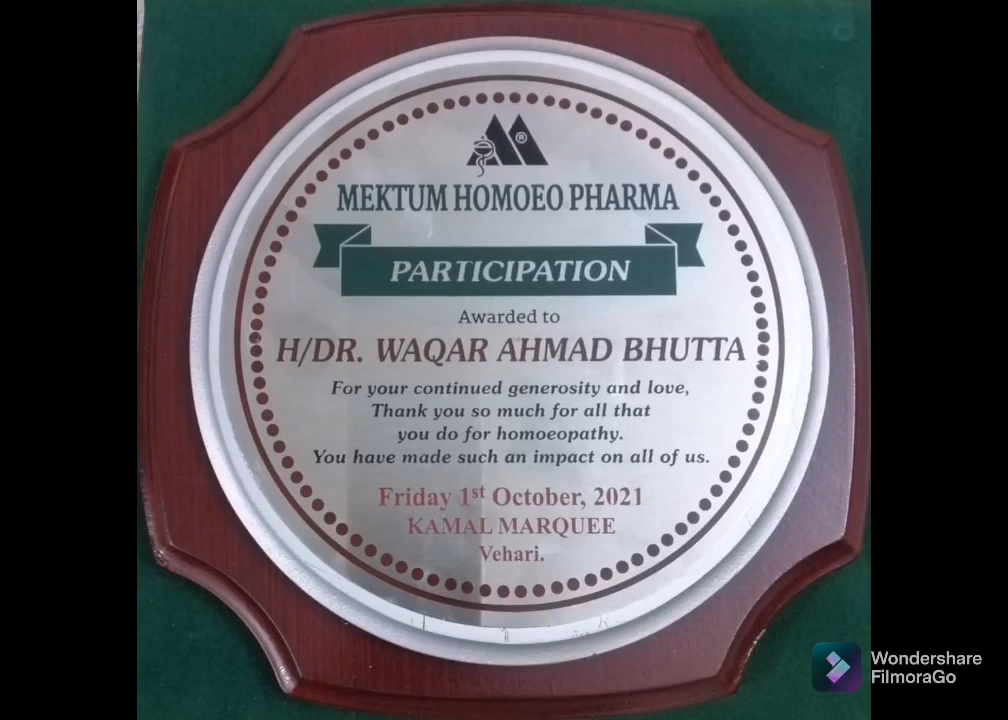 ®
MEKTUM HOMOEO PHARMA
PARTICIPATION
Awarded to
H/DR. WAQAR AHMAD BHUTTA
For your continued generosity and love,
Thank you so much for all that
you do for homoeopathy.
You have made such an impact on all of us.
Friday 1st October, 2021
KAMAL MARQUEE
Vehari.
Wondershare
FilmoraGo